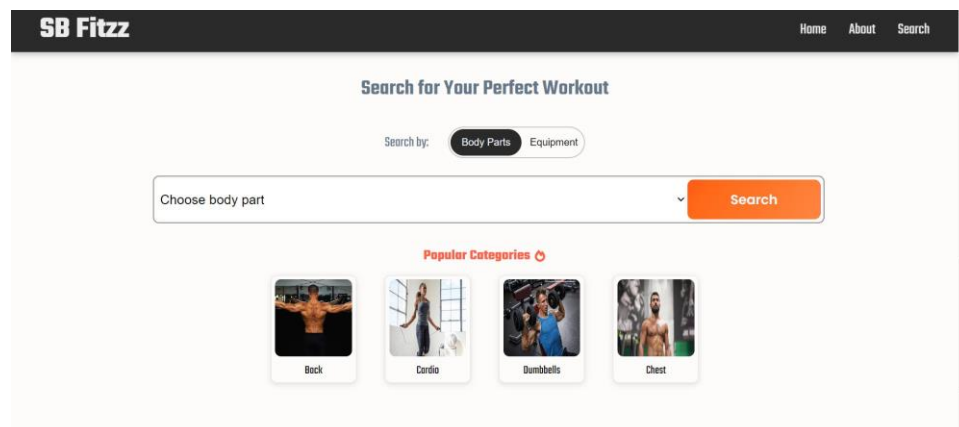 SB Fitzz
Home About Search
Search for Your Perfect Workout
Search by: Body Parts Equipment
Choose body part Search
Popular Categories
Back Cardio Dumbbells Chest